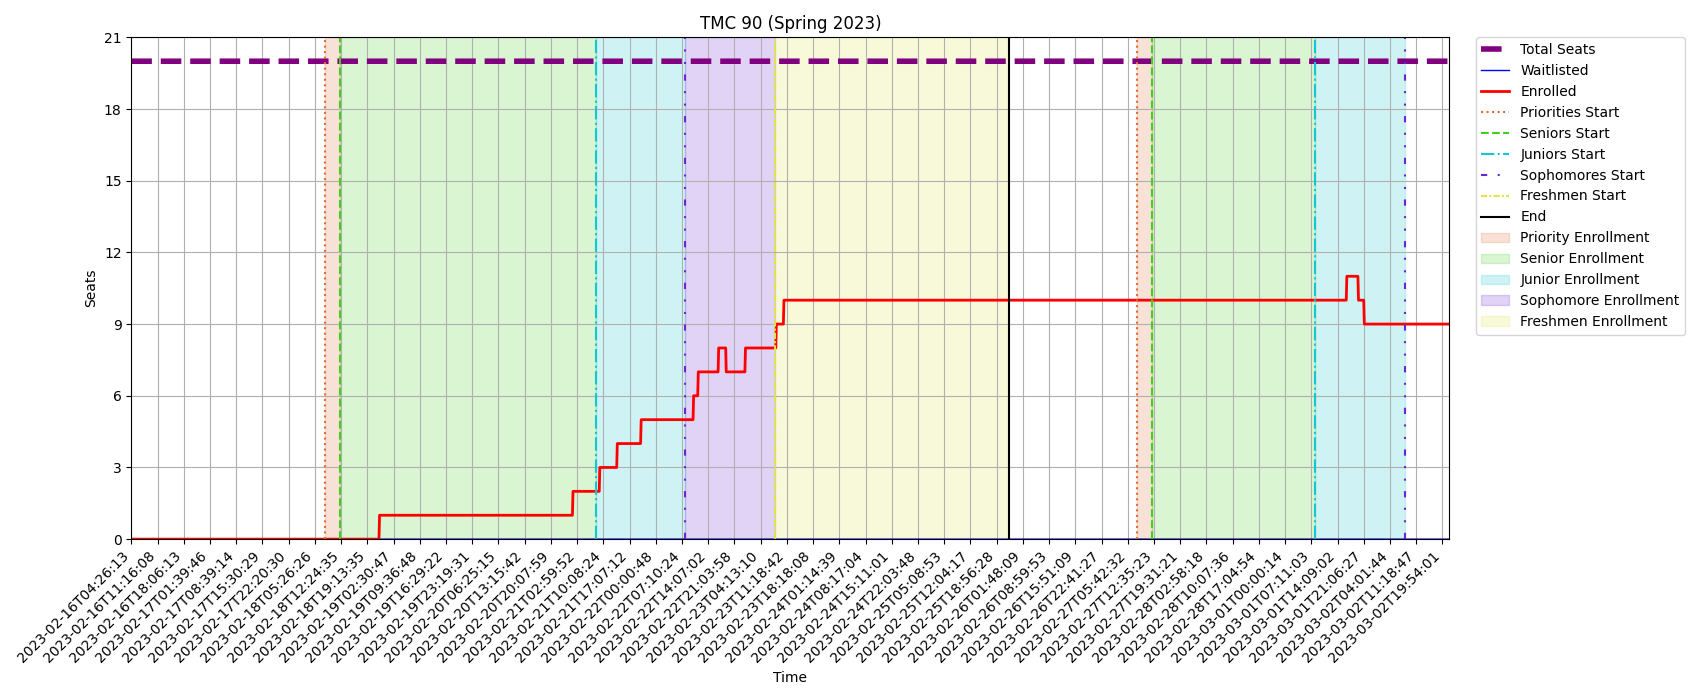 TMC 90 (Spring 2023)
21
18
15
12
9
6
3
0
Seats
2023-02-16T04:26:13
2023-02-16T11:16:08
2023-02-16T18:06:13
2023-02-17T01:39:46
2023-02-17T08:39:14
2023-02-17T15:30:29
2023-02-17T22:20:30
2023-02-18T05:26:26
2023-02-18T12:24:35
2023-02-18T19:13:35
2023-02-19T02:30:47
2023-02-19T09:36:48
2023-02-19T16:29:22
2023-02-19T23:19:31
2023-02-20T06:25:15
2023-02-20T13:15:42
2023-02-20T20:07:59
2023-02-21T02:59:52
2023-02-21T10:08:24
2023-02-21T17:07:12
2023-02-22T00:00:48
2023-02-22T07:10:24
2023-02-22T14:07:02
2023-02-22T21:03:58
2023-02-23T04:13:10
2023-02-23T11:18:42
2023-02-23T18:18:08
2023-02-24T01:14:39
2023-02-24T08:17:04
2023-02-24T15:11:01
2023-02-24T22:03:48
2023-02-25T05:08:53
2023-02-25T12:04:17
2023-02-25T18:56:28
2023-02-26T01:48:09
2023-02-26T08:59:53
2023-02-26T15:51:09
2023-02-26T22:41:27
2023-02-27T05:42:32
2023-02-27T12:35:23
2023-02-27T19:31:21
2023-02-28T02:58:18
2023-02-28T10:07:36
2023-02-28T17:04:54
2023-03-01T00:00:14
2023-03-01T07:11:03
2023-03-01T14:09:02
2023-03-01T21:06:27
2023-03-02T04:01:44
2023-03-02T11:18:47
2023-03-02T19:54:01
Time
Total Seats
Waitlisted
Enrolled
Priorities Start
Seniors Start
Juniors Start
Sophomores Start
Freshmen Start
End
Priority Enrollment
Senior Enrollment
Junior Enrollment
Sophomore Enrollment
Freshmen Enrollment